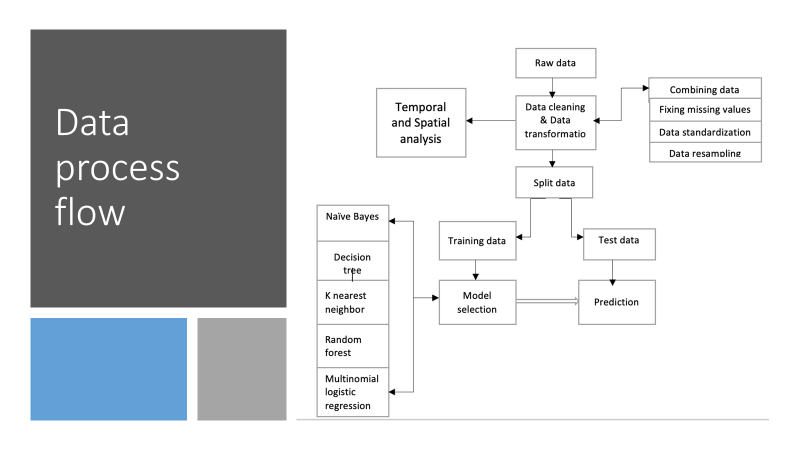 Data
process
flow
Raw data
Temporal
and Spatial
analysis
Data cleaning
& Data
transformatio
Combining data
Fixing missing values
Data standardization
Data resampling
Split data
Training data
Test data
Naïve Bayes
Decision
tree
K nearest
neighbor
Random
forest
Multinomial
logistic
regression
Model
selection
Prediction